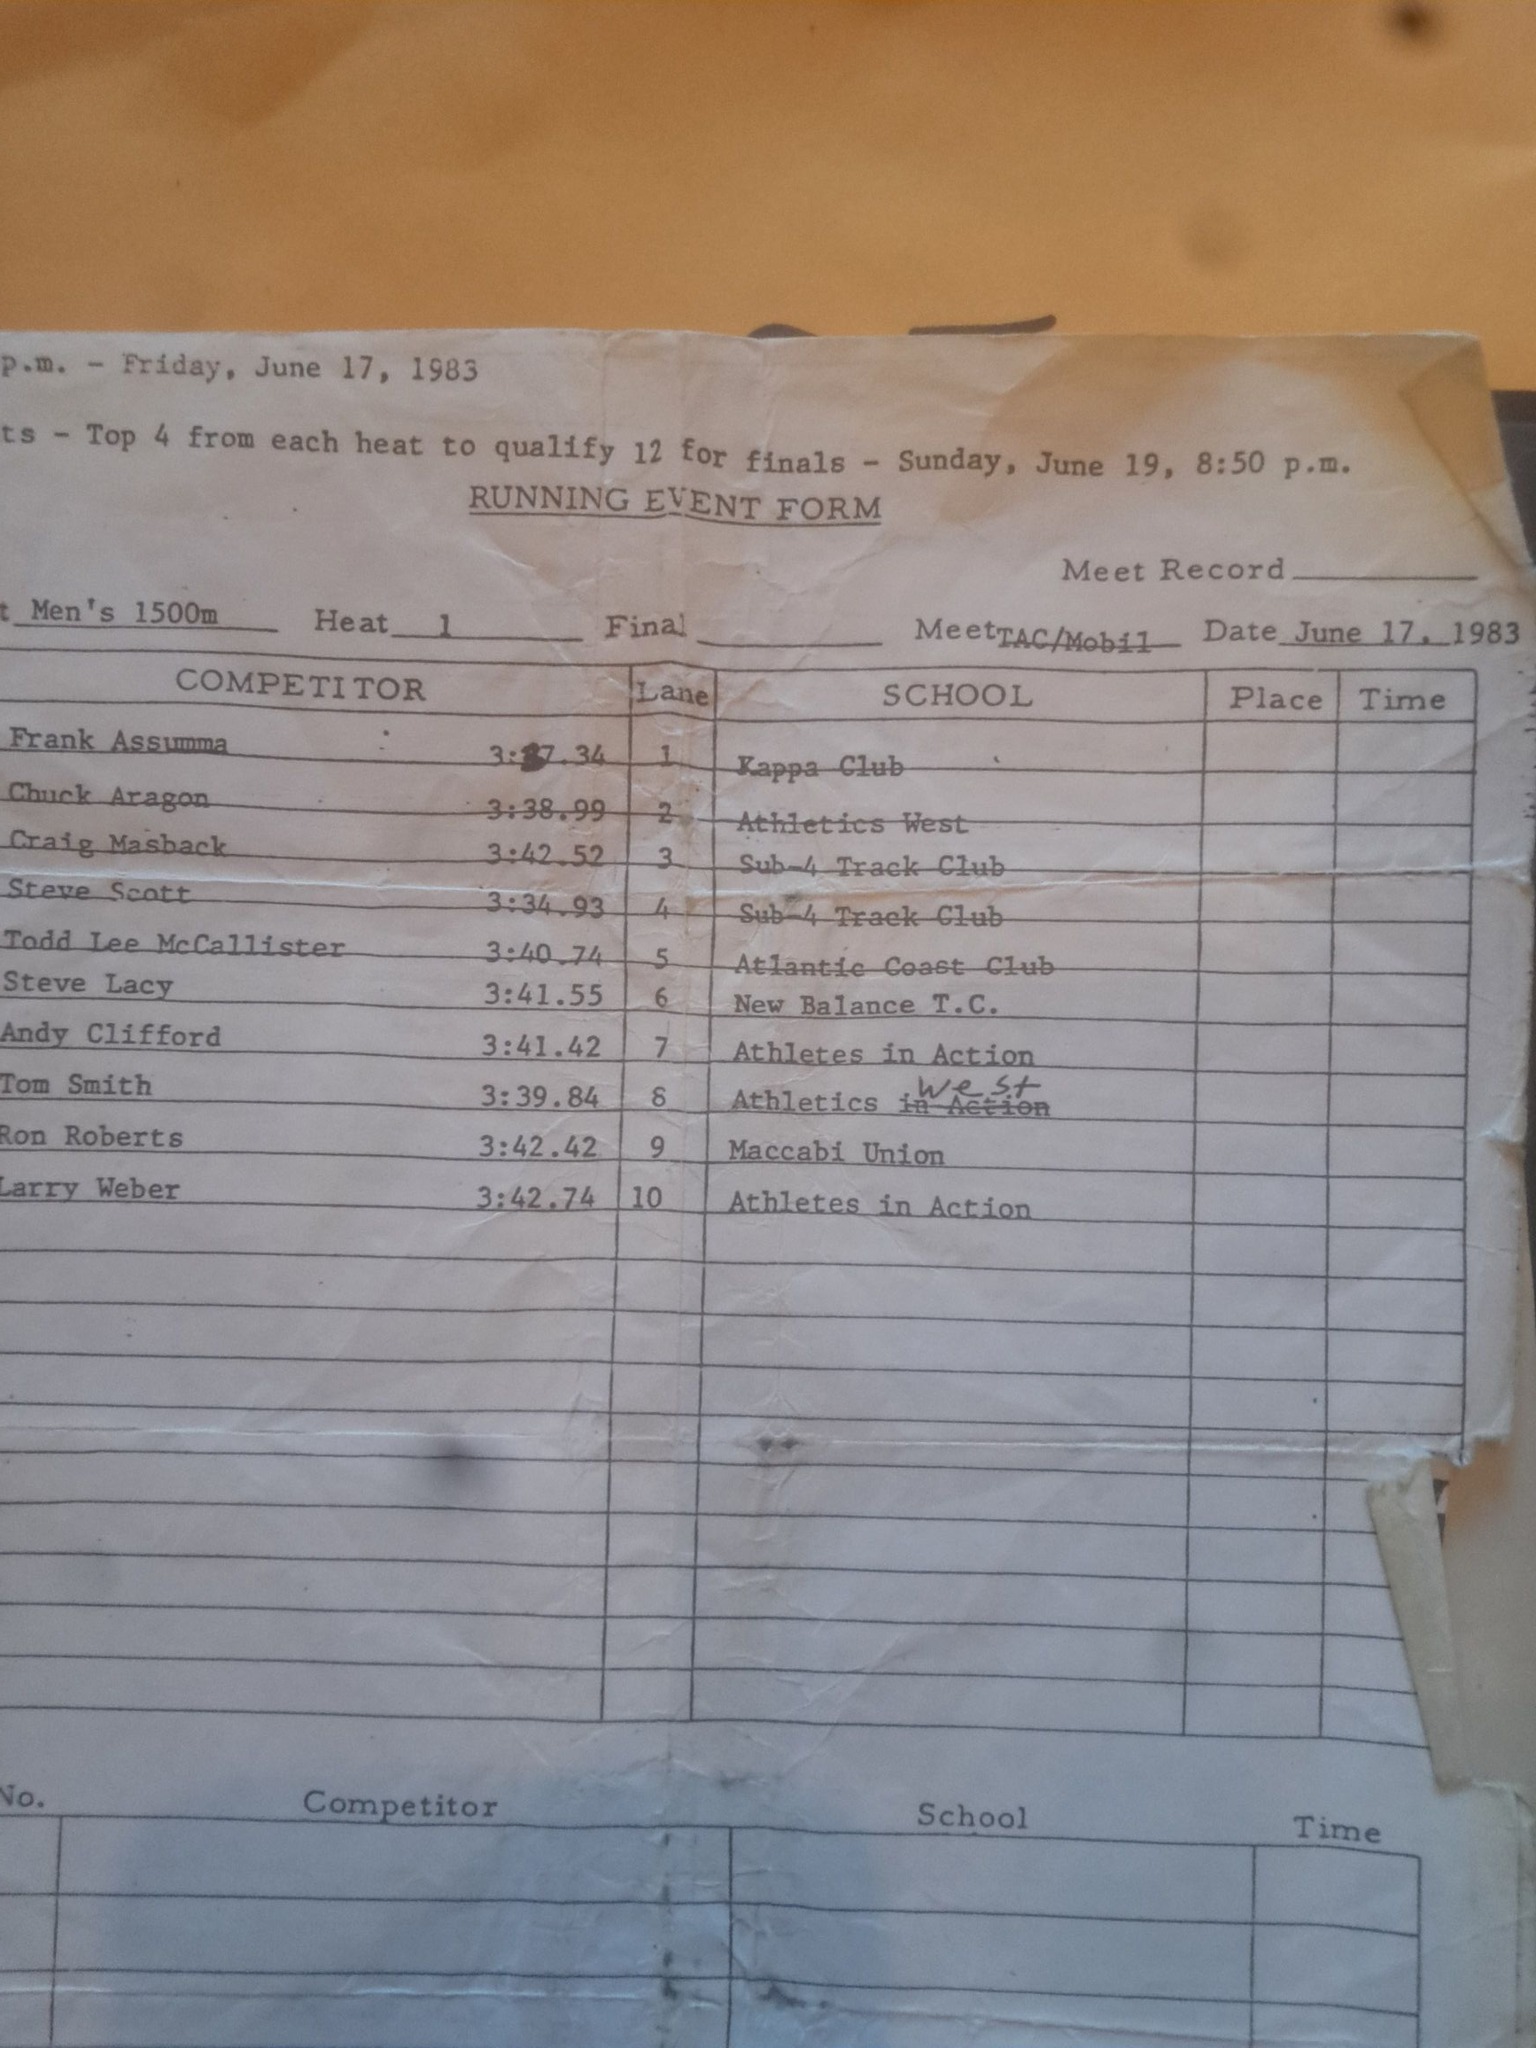 p.m. - Friday, June 17, 1983
ts - Top 4 from each heat to qualify 12 for finals - Sunday, June 19, 8:50 p.m.
RUNNING EVENT FORM
Meet Record
t Men's 1500m Heat 1 Final Meet TAC/Mobil Date June 17, 1983
COMPETITOR Lane SCHOOL Place Time
Frank Assumma 3:37.34 1 Kappa Club
Chuck Aragon 3:38.99 2 Athletics West
Craig Masback 3:42.52 3 Sub-4 Track Club
Steve Scott 3:34.93 4 Sub-4 Track Club
Todd Lee McCallister 3:40.74 5 Atlantic Coast Club
Steve Lacy 3:41.55 6 New Balance T.C.
Andy Clifford 3:41.42 7 Athletes in Action
West
Tom Smith 3:39.84 8 Athletics in Action
Ron Roberts 3:42.42 9 Maccabi Union
Larry Weber 3:42.74 10 Athletes in Action
No. Competitor School Time